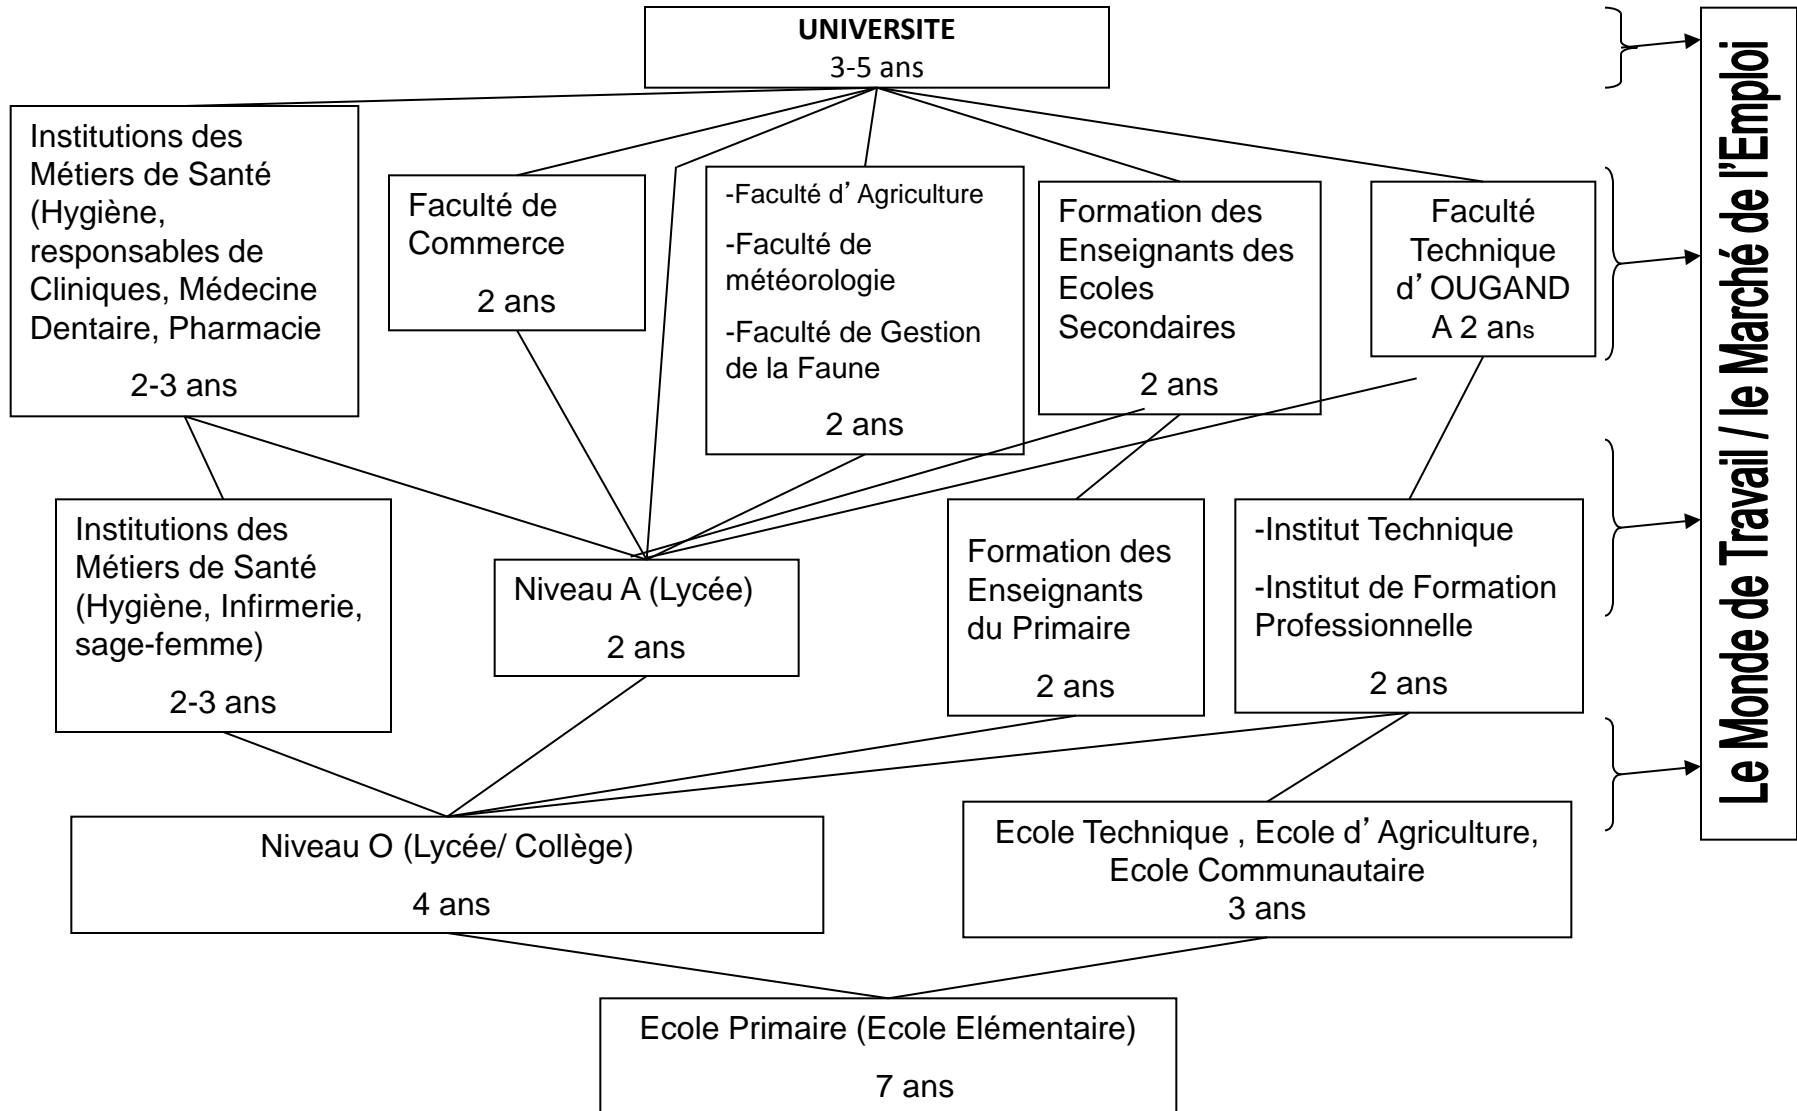 UNIVERSITE
3-5 ans
Institutions des
Métiers de Santé
(Hygiène,
responsables de
Cliniques, Médecine
Dentaire, Pharmacie
2-3 ans
Faculté de
Commerce
2 ans
-Faculté d’ Agriculture
-Faculté de
météorologie
-Faculté de Gestion
de la Faune
2 ans
Formation des
Enseignants des
Ecoles
Secondaires
2 ans
Faculté
Technique
d’ OUGAND
A 2 ans
Institutions des
Métiers de Santé
(Hygiène, Infirmerie,
sage-femme)
2-3 ans
Niveau A (Lycée)
2 ans
Formation des
Enseignants
du Primaire
2 ans
-Institut Technique
-Institut de Formation
Professionnelle
2 ans
Niveau O (Lycée/ Collège)
4 ans
Ecole Technique , Ecole d’ Agriculture,
Ecole Communautaire
3 ans
Ecole Primaire (Ecole Elémentaire)
7 ans
Le Monde de Travail / le Marché de l'Emploi